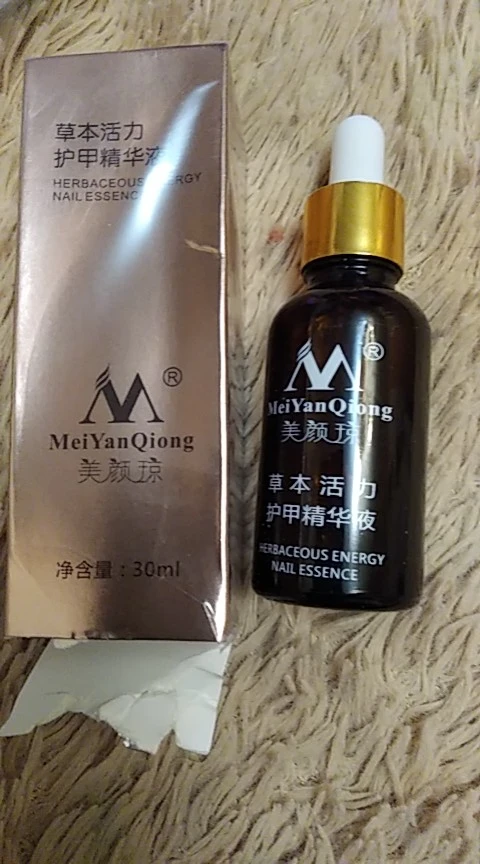 草本活力
护甲精华液
HERBACEOUS ENERGY
NAIL ESSENCE
®
MeiYanQiong
美颜琼
净含量：30ml
®
MeiYanQiong
美颜琼
草本活力
护甲精华液
HERBACEOUS ENERGY
NAIL ESSENCE